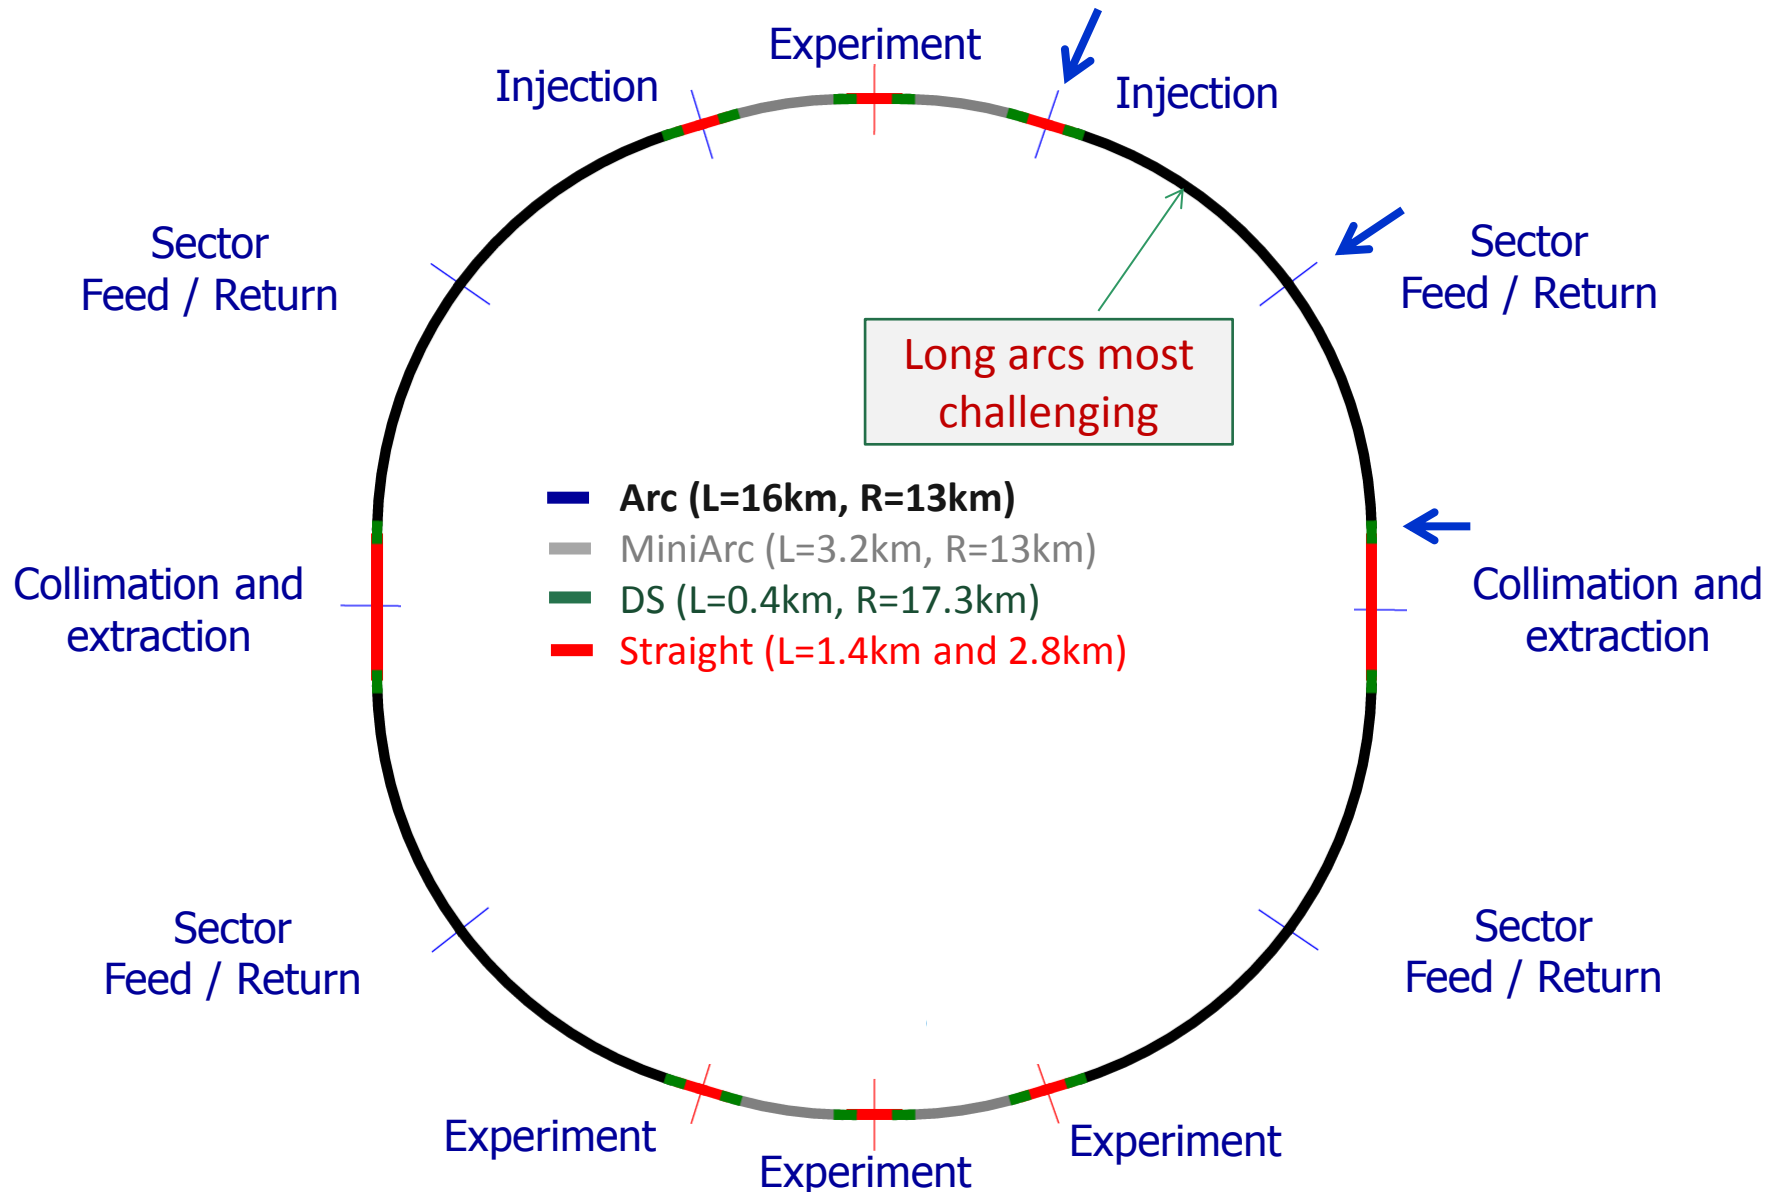 Experiment
Injection
Injection
Sector
Feed / Return
Sector
Feed / Return
Long arcs most
challenging
Arc (L=16km, R=13km)
MiniArc (L=3.2km, R=13km)
DS (L=0.4km, R=17.3km)
Straight (L=1.4km and 2.8km)
Collimation and
extraction
Collimation and
extraction
Sector
Feed / Return
Sector
Feed / Return
Experiment
Experiment
Experiment